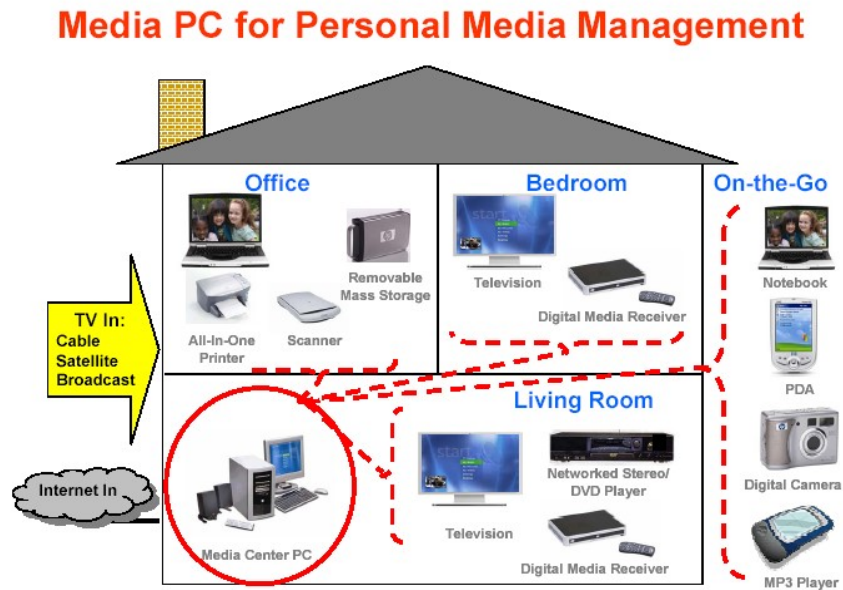 Media PC for Personal Media Management
Office
Bedroom
On-the-Go
Removable
Mass Storage
Television
Notebook
TV In:
Cable
Satellite
Broadcast
All-In-One
Printer
Scanner
Digital Media Receiver
PDA
Living Room
Internet In
Media Center PC
Television
Networked Stereo/
DVD Player
Digital Media Receiver
Digital Camera
MP3 Player